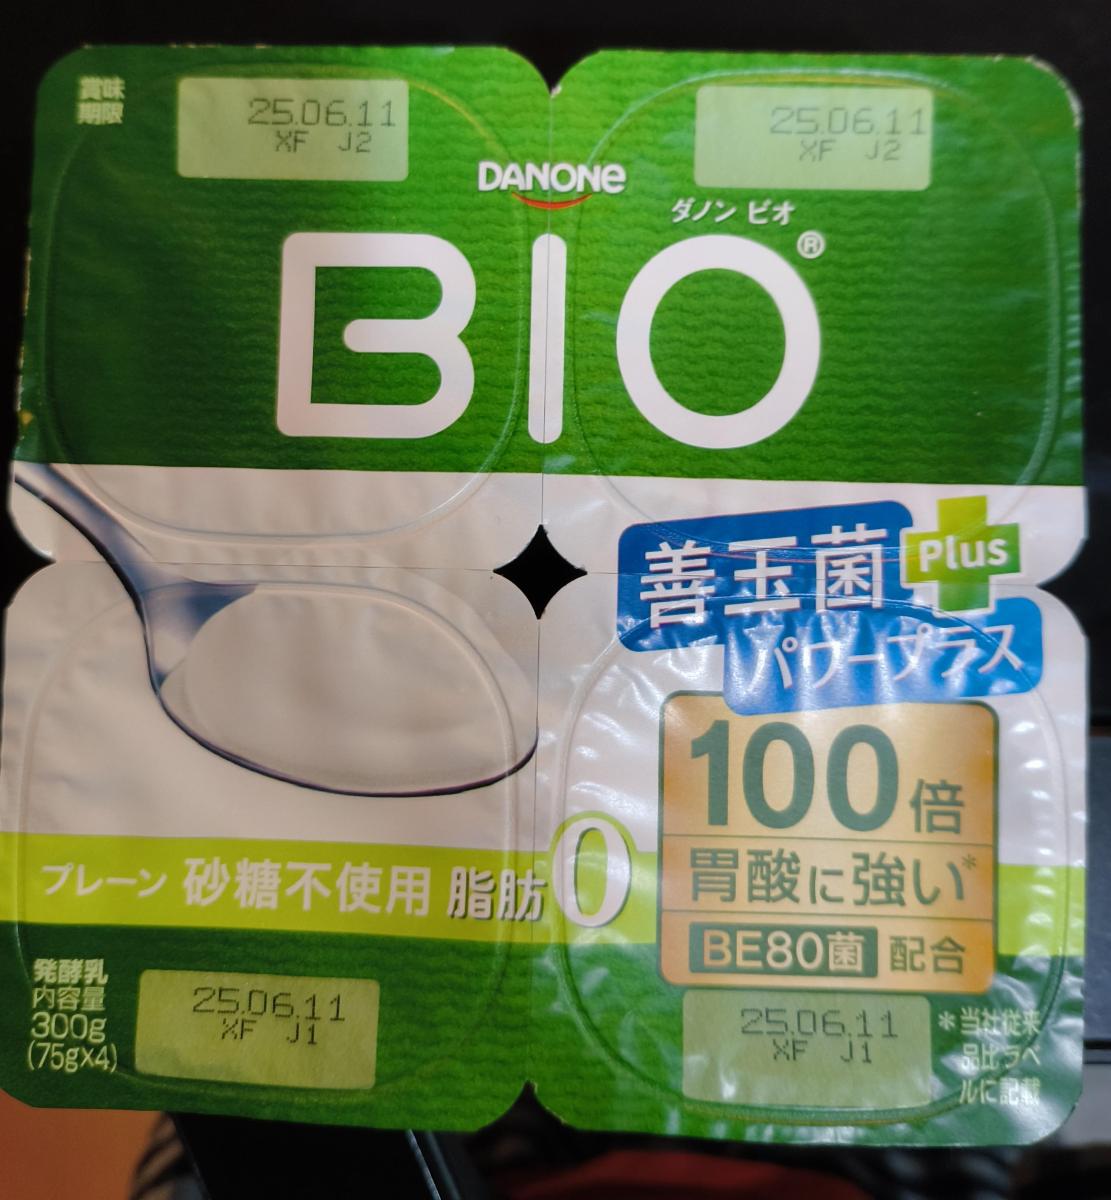 賞味
期限
25.06.11
XF J2
25.06.11
XF J2
DANONE
ダノン ビオ
BIO®
善玉菌 Plus
パワープラス
100倍
胃酸に強い*
BE80菌 配合
プレーン 砂糖不使用 脂肪0
発酵乳
内容量
300g
(75g×4)
25.06.11
XF J1
25.06.11
XF J1
*当社従来
品比ラベ
ルに記載